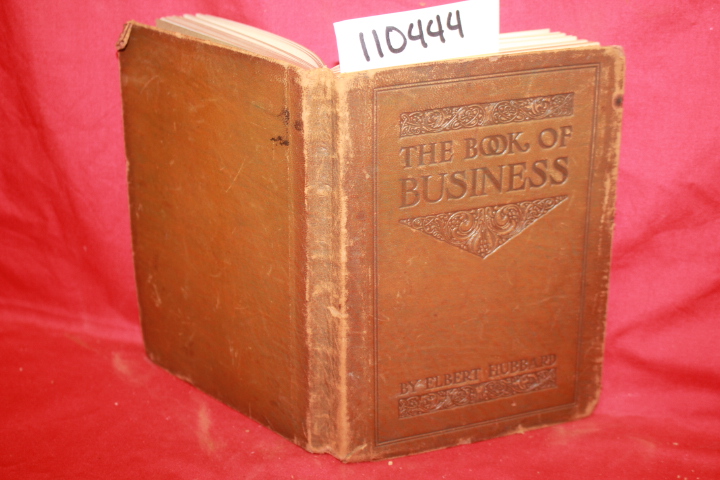 110444
THE BOOK OF
BUSINESS
BY ELBERT HUBBARD